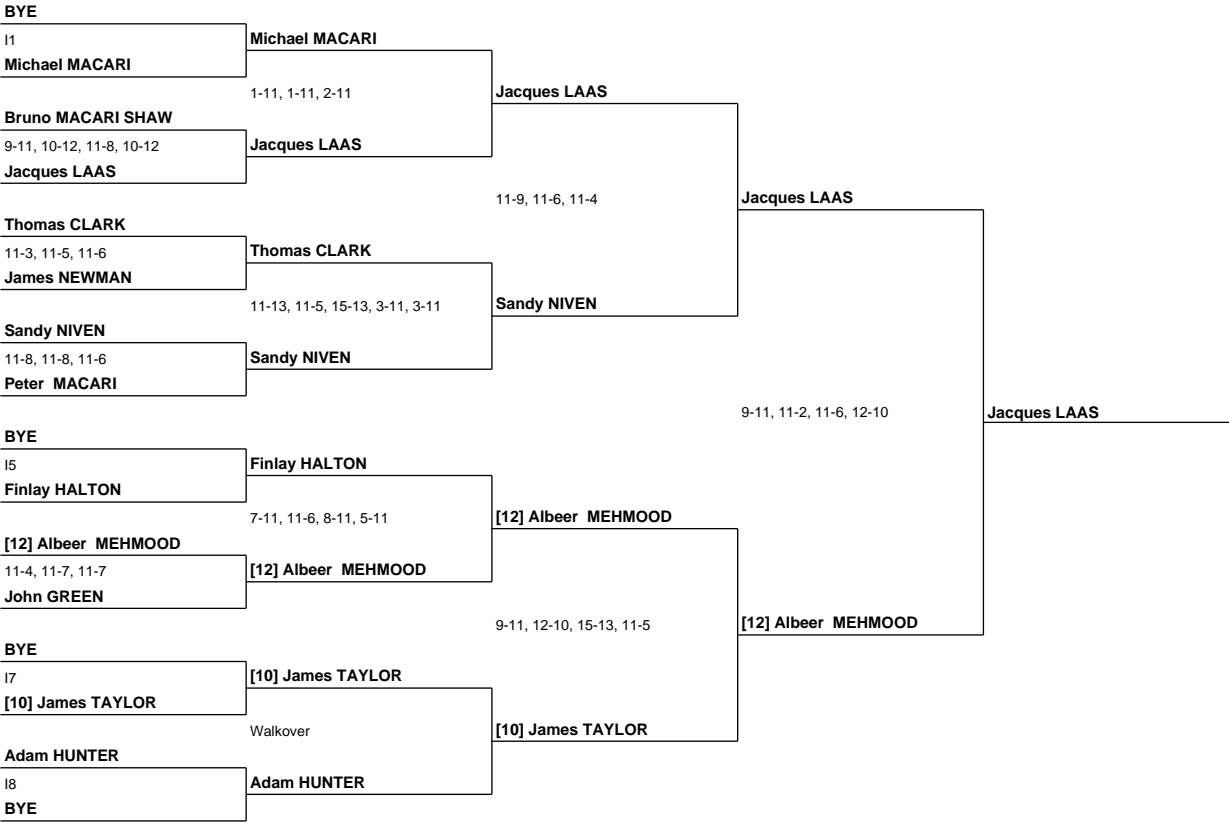 BYE
I1
Michael MACARI
Bruno MACARI SHAW
9-11, 10-12, 11-8, 10-12
Jacques LAAS
Thomas CLARK
11-3, 11-5, 11-6
James NEWMAN
Sandy NIVEN
11-8, 11-8, 11-6
Peter  MACARI
BYE
I5
Finlay HALTON
[12] Albeer  MEHMOOD
11-4, 11-7, 11-7
John GREEN
BYE
I7
[10] James TAYLOR
Adam HUNTER
I8
BYE
Michael MACARI
1-11, 1-11, 2-11
Jacques LAAS
Thomas CLARK
11-13, 11-5, 15-13, 3-11, 3-11
Sandy NIVEN
Finlay HALTON
7-11, 11-6, 8-11, 5-11
[12] Albeer  MEHMOOD
[10] James TAYLOR
Walkover
Adam HUNTER
Jacques LAAS
11-9, 11-6, 11-4
Sandy NIVEN
[12] Albeer  MEHMOOD
9-11, 12-10, 15-13, 11-5
[10] James TAYLOR
Jacques LAAS
9-11, 11-2, 11-6, 12-10
[12] Albeer  MEHMOOD
Jacques LAAS